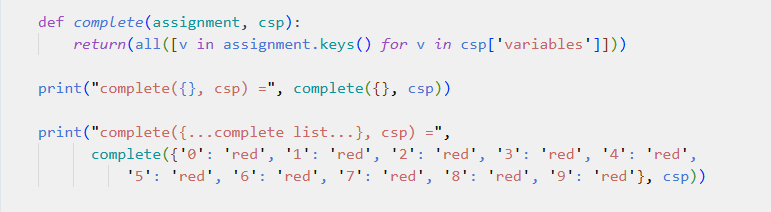 def complete(assignment, csp):
    return(all([v in assignment.keys() for v in csp['variables']]))
print("complete({}, csp) =", complete({}, csp))
print("complete({...complete list...}, csp) =",
      complete({'0': 'red', '1': 'red', '2': 'red', '3': 'red', '4': 'red',
          '5': 'red', '6': 'red', '7': 'red', '8': 'red', '9': 'red'}, csp))